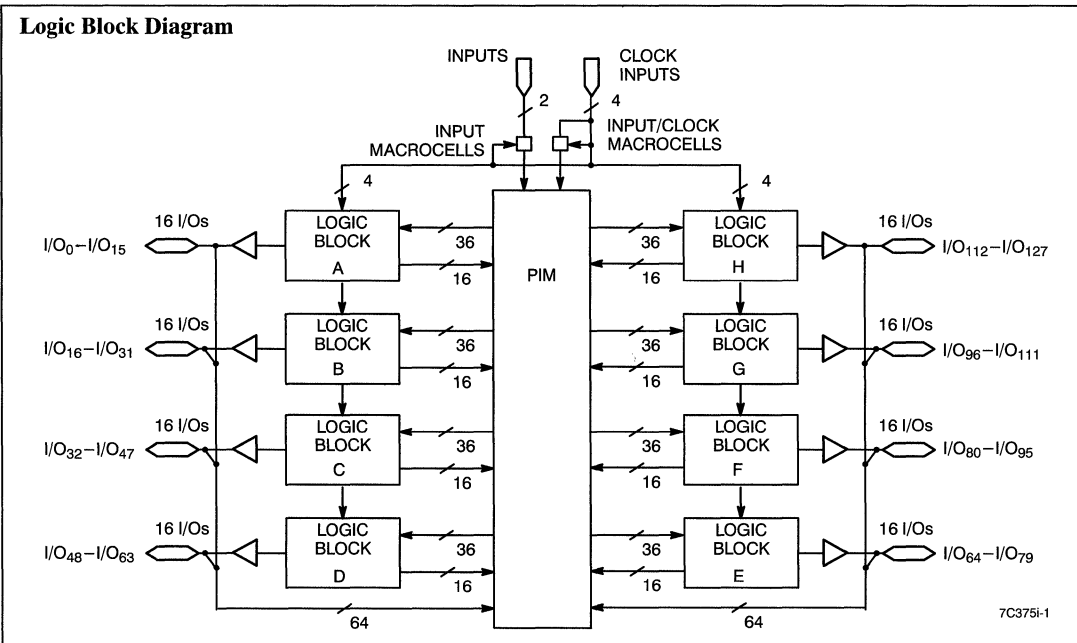 Logic Block Diagram
INPUTS
CLOCK
INPUTS
2
4
INPUT
MACROCELLS
INPUT/CLOCK
MACROCELLS
4
4
16 I/Os
I/O0–I/O15
LOGIC
BLOCK
A
36
16
PIM
36
16
LOGIC
BLOCK
H
16 I/Os
I/O112–I/O127
16 I/Os
I/O16–I/O31
LOGIC
BLOCK
B
36
16
36
16
LOGIC
BLOCK
G
16 I/Os
I/O96–I/O111
16 I/Os
I/O32–I/O47
LOGIC
BLOCK
C
36
16
36
16
LOGIC
BLOCK
F
16 I/Os
I/O80–I/O95
16 I/Os
I/O48–I/O63
LOGIC
BLOCK
D
36
16
36
16
LOGIC
BLOCK
E
16 I/Os
I/O64–I/O79
64
64
7C375i-1